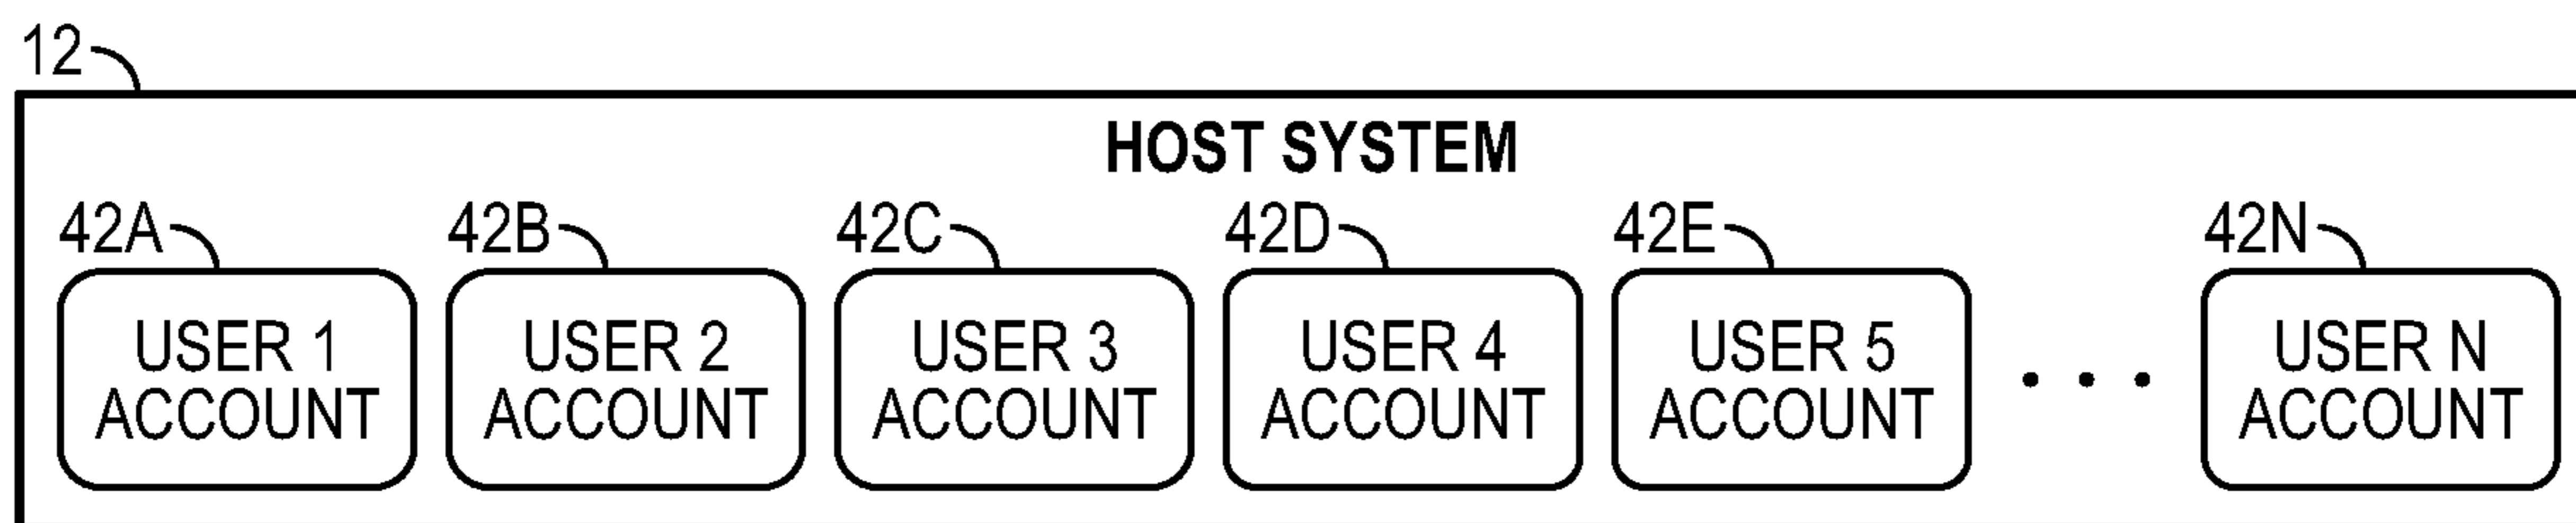 12
HOST SYSTEM
42A 42B 42C 42D 42E 42N
USER 1 USER 2 USER 3 USER 4 USER 5 USER N
ACCOUNT ACCOUNT ACCOUNT ACCOUNT ACCOUNT . . . ACCOUNT